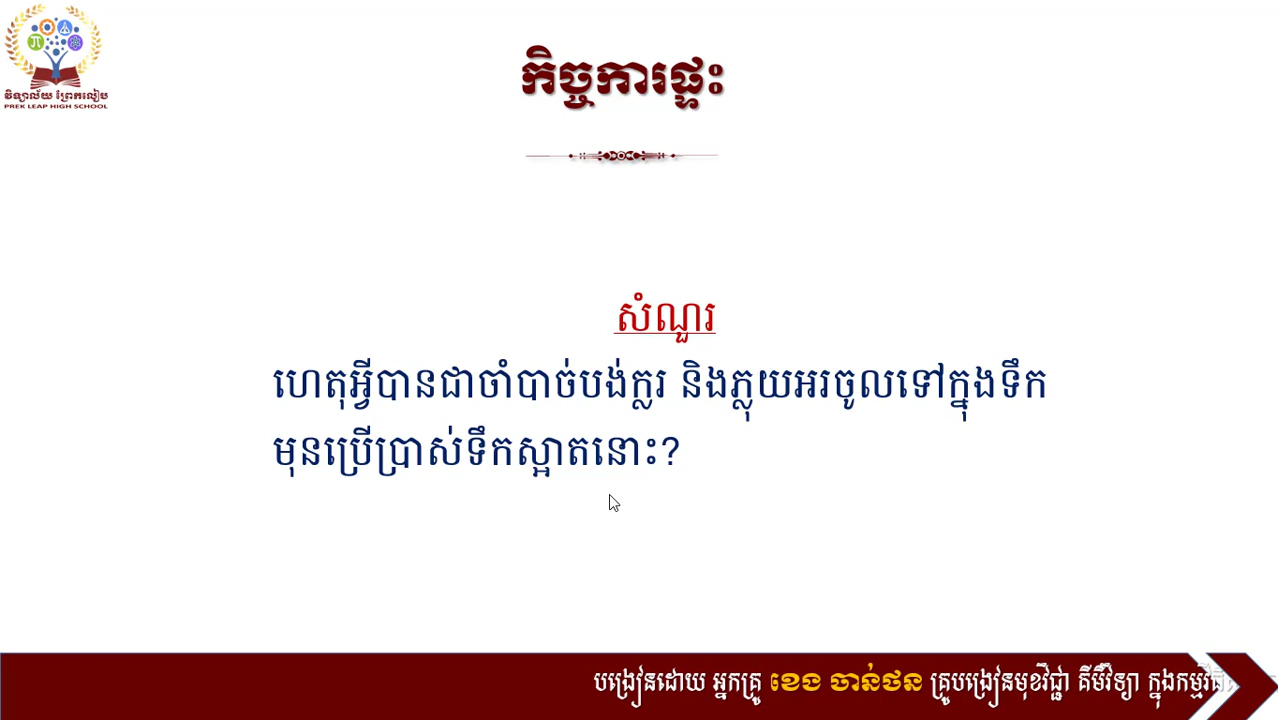 វិទ្យាល័យ ព្រែកលៀប
PREK LEAP HIGH SCHOOL
កិច្ចការផ្ទះ
សំណួរ
ហេតុអ្វីបានជាចាំបាច់បង់ក្លរ និងភ្លុយអរចូលទៅក្នុងទឹក
មុនប្រើប្រាស់ទឹកស្អាតនោះ?
បង្រៀនដោយ អ្នកគ្រូ ខេង ចាន់ថន គ្រូបង្រៀនមុខវិជ្ជា គីមីវិទ្យា ក្នុងកម្មវិធី